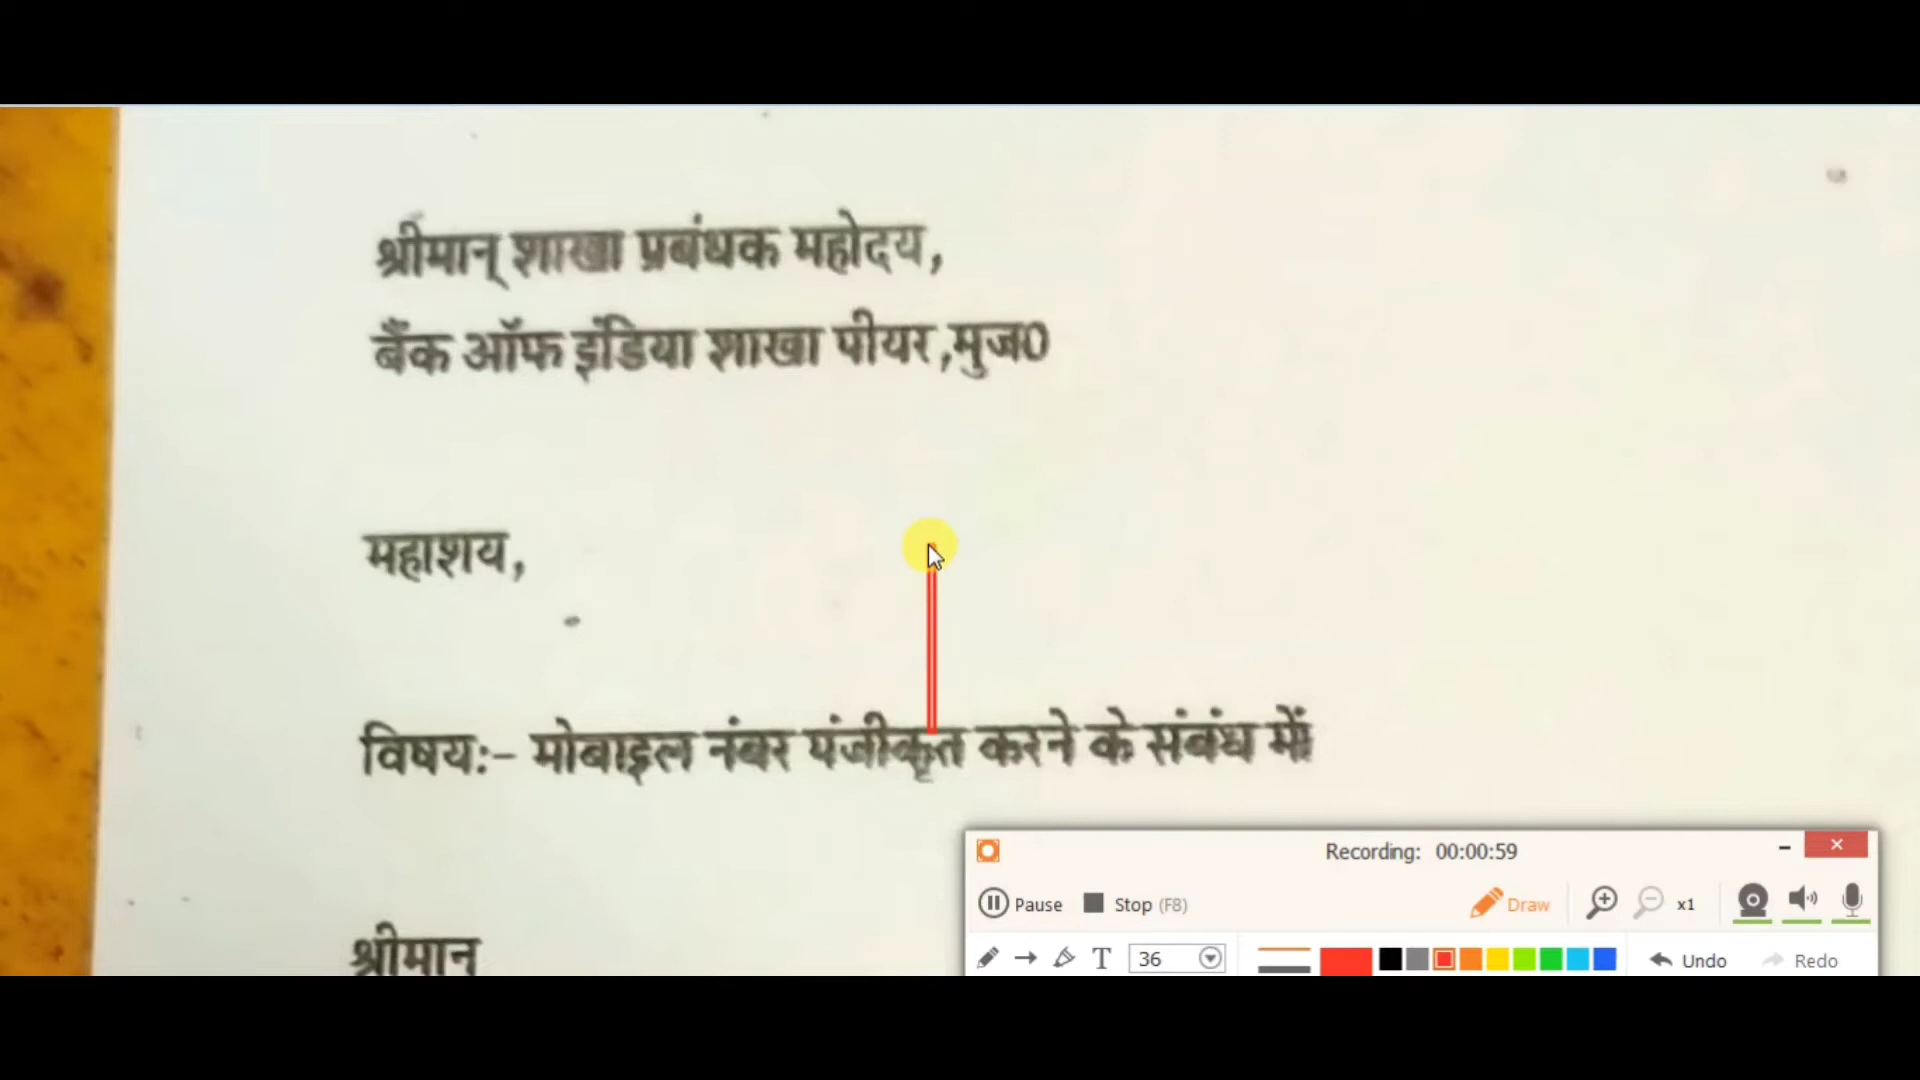 श्रीमान् शाखा प्रबंधक महोदय,
बैंक ऑफ इंडिया शाखा पीयर ,मुज0
महाशय,
विषयः- मोबाइल नंबर पंजीकृत करने के संबंध में
श्रीमान
Recording: 00:00:59
Pause Stop (F8) Draw x1
T 36 Undo Redo